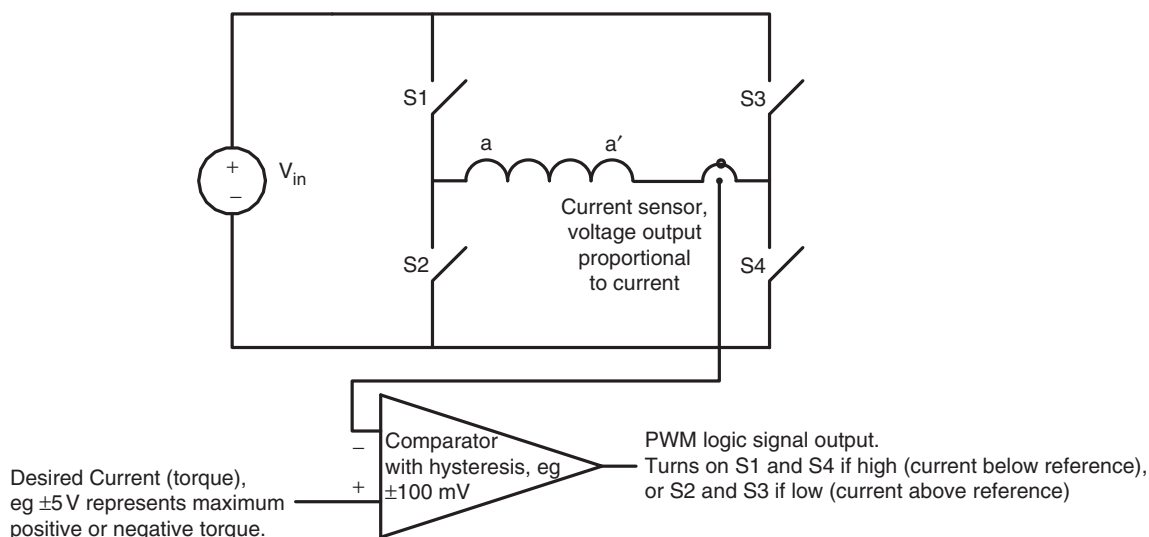 S1
S3
a
a′
+
−
Vin
Current sensor,
voltage output
proportional
to current
S2
S4
−
Comparator
with hysteresis, eg
±100 mV
+
PWM logic signal output.
Turns on S1 and S4 if high (current below reference),
or S2 and S3 if low (current above reference)
Desired Current (torque),
eg ±5 V represents maximum
positive or negative torque.